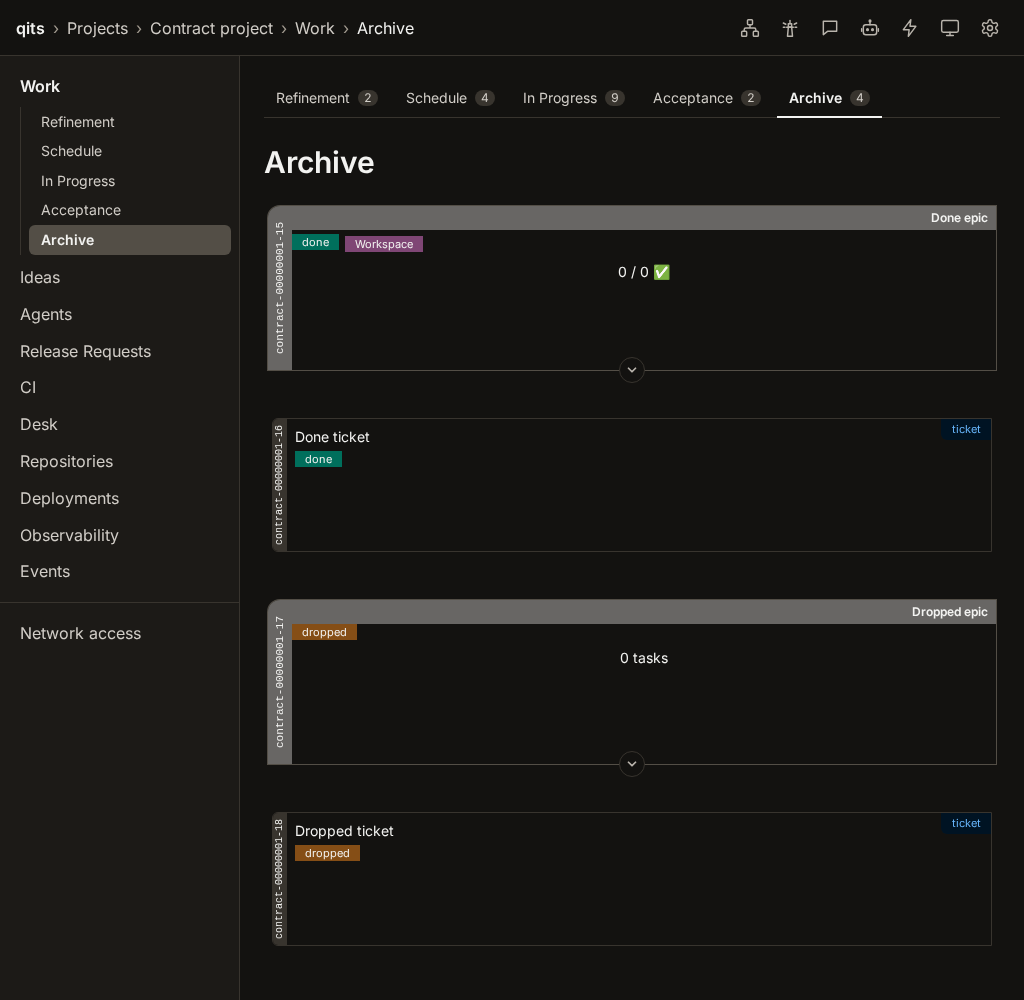 qits › Projects › Contract project › Work › Archive
Work
Refinement
Schedule
In Progress
Acceptance
Archive
Ideas
Agents
Release Requests
CI
Desk
Repositories
Deployments
Observability
Events
Network access
Refinement 2 Schedule 4 In Progress 9 Acceptance 2 Archive 4
Archive
contract-00000001-15
Done epic
done Workspace
0 / 0 ✅
contract-00000001-16
Done ticket
ticket
done
contract-00000001-17
Dropped epic
dropped
0 tasks
contract-00000001-18
Dropped ticket
ticket
dropped